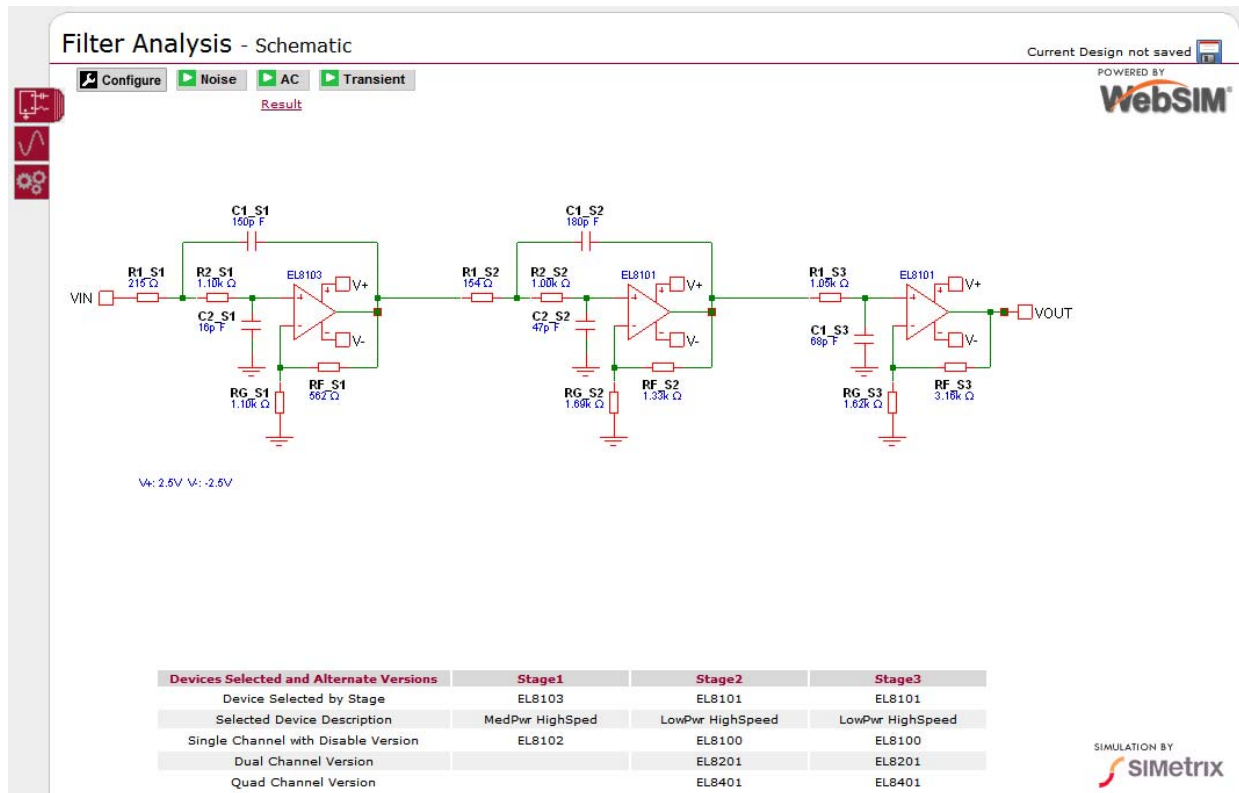 Filter Analysis - Schematic
Current Design not saved
Configure Noise AC Transient
Result
POWERED BY
WebSIM
C1_S1
150p F
C1_S2
180p F
R1_S1
215 Ω
R2_S1
1.10k Ω
EL8103
V+
R1_S2
154 Ω
R2_S2
1.00k Ω
EL8101
V+
R1_S3
1.05k Ω
EL8101
V+
VIN
VOUT
C2_S1
16p F
V-
C2_S2
47p F
V-
C1_S3
68p F
V-
RG_S1
1.10k Ω
RF_S1
562 Ω
RG_S2
1.69k Ω
RF_S2
1.33k Ω
RG_S3
1.62k Ω
RF_S3
3.16k Ω
V+: 2.5V V-: -2.5V
Devices Selected and Alternate Versions Stage1 Stage2 Stage3
Device Selected by Stage EL8103 EL8101 EL8101
Selected Device Description MedPwr HighSped LowPwr HighSpeed LowPwr HighSpeed
Single Channel with Disable Version EL8102 EL8100 EL8100
Dual Channel Version EL8201 EL8201
Quad Channel Version EL8401 EL8401
SIMULATION BY
SIMetrix